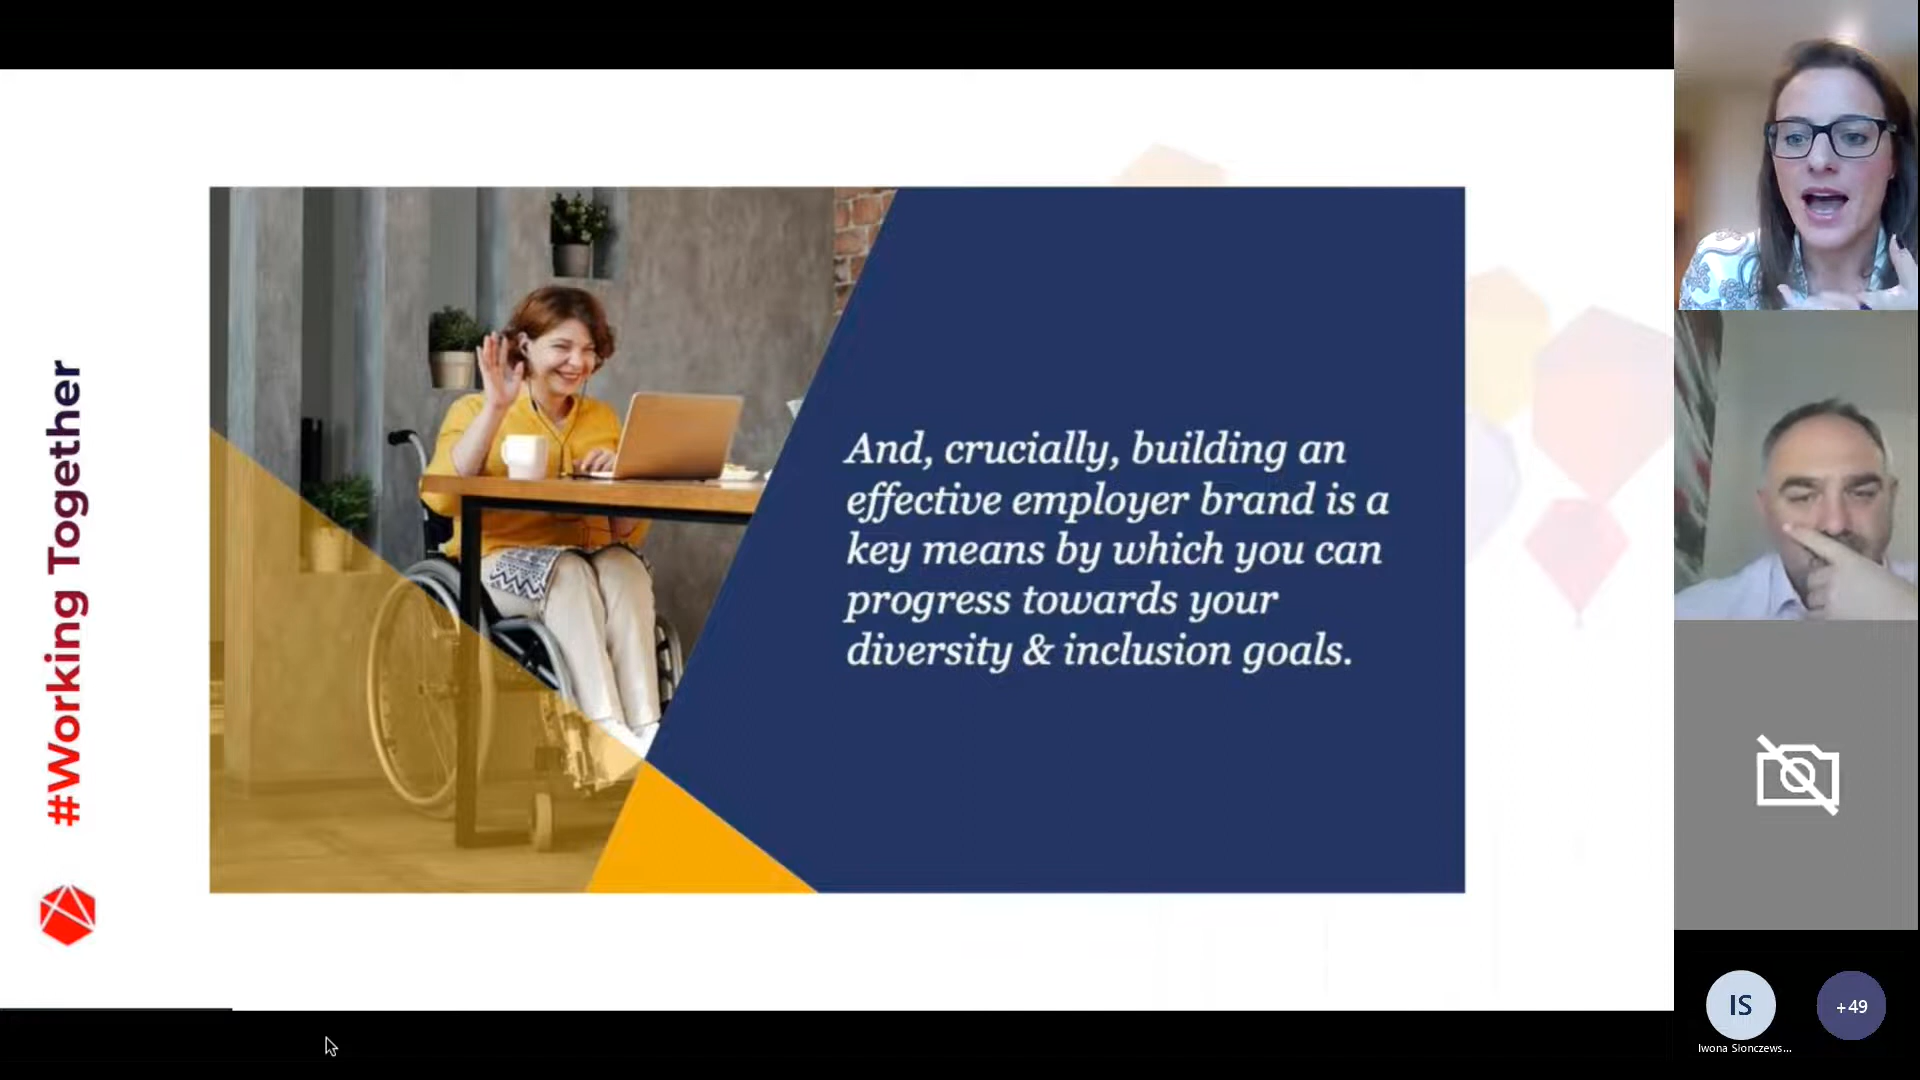 #Working Together
And, crucially, building an
effective employer brand is a
key means by which you can
progress towards your
diversity & inclusion goals.
IS
+49
Iwona Sionczews...